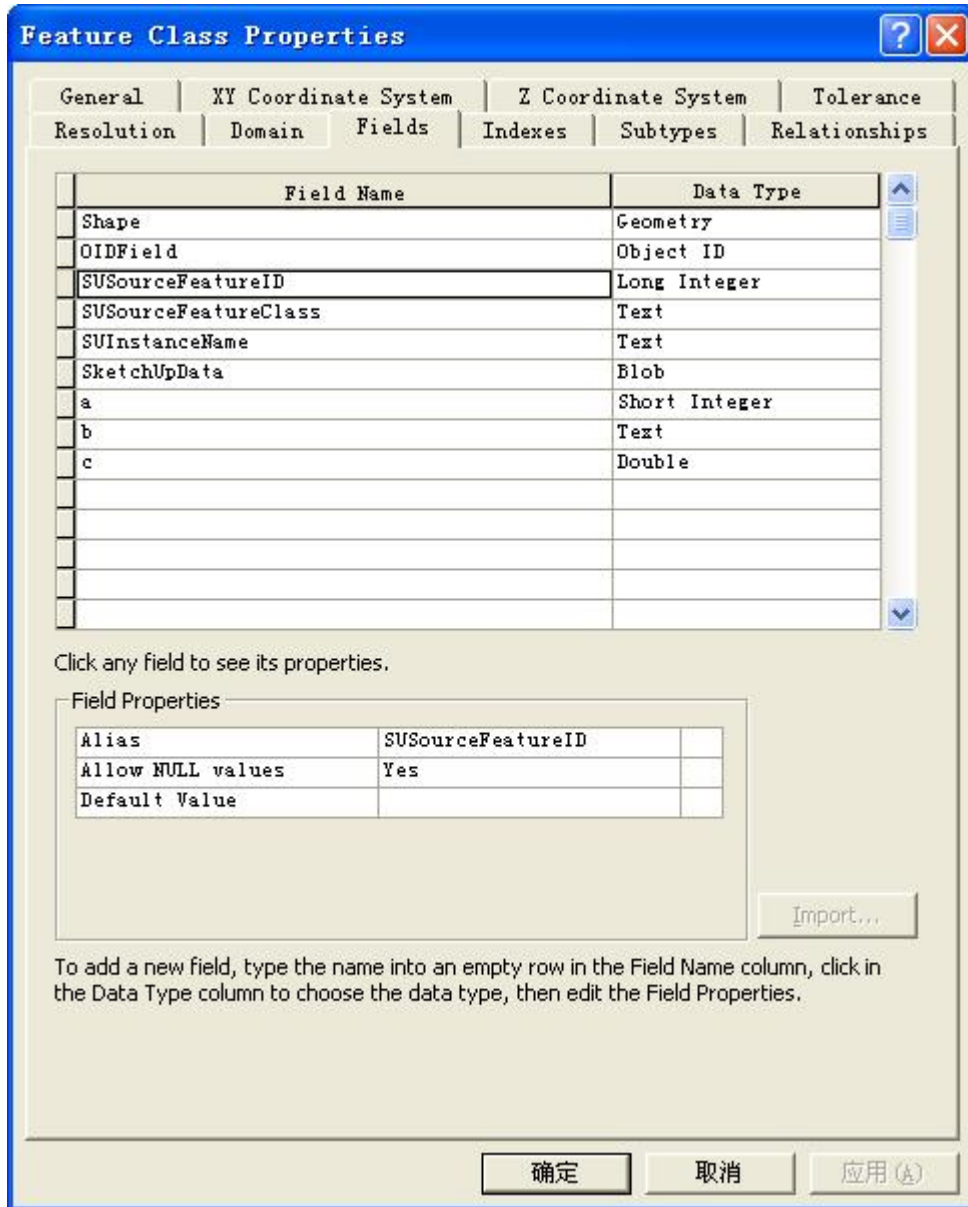 Feature Class Properties
General XY Coordinate System Z Coordinate System Tolerance
Resolution Domain Fields Indexes Subtypes Relationships
Field Name Data Type
Shape Geometry
OIDField Object ID
SUSourceFeatureID Long Integer
SUSourceFeatureClass Text
SUInstanceName Text
SketchUpData Blob
a Short Integer
b Text
c Double
Click any field to see its properties.
Field Properties
Alias SUSourceFeatureID
Allow NULL values Yes
Default Value
Import...
To add a new field, type the name into an empty row in the Field Name column, click in
the Data Type column to choose the data type, then edit the Field Properties.
确定 取消 应用(A)